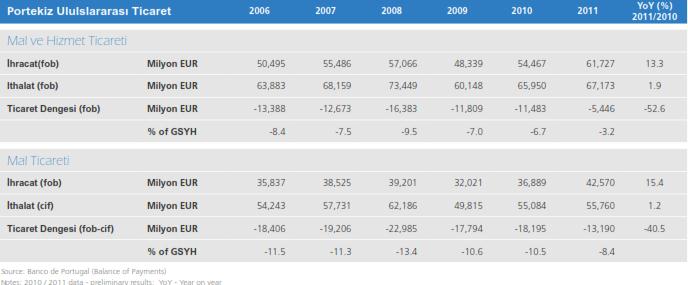 Portekiz Ululslararası Ticaret 2006 2007 2008 2009 2010 2011 YoY (%) 2011/2010
Mal ve Hizmet Ticareti
İhracat(fob) Milyon EUR 50,495 55,486 57,066 48,339 54,467 61,727 13.3
Ithalat (fob) Milyon EUR 63,883 68,159 73,449 60,148 65,950 67,173 1.9
Ticaret Dengesi (fob) Milyon EUR -13,388 -12,673 -16,383 -11,809 -11,483 -5,446 -52.6
% of GSYH -8.4 -7.5 -9.5 -7.0 -6.7 -3.2
Mal Ticareti
İhracat (fob) Milyon EUR 35,837 38,525 39,201 32,021 36,889 42,570 15.4
İthalat (cif) Milyon EUR 54,243 57,731 62,186 49,815 55,084 55,760 1.2
Ticaret Dengesi (fob-cif) Milyon EUR -18,406 -19,206 -22,985 -17,794 -18,195 -13,190 -40.5
% of GSYH -11.5 -11.3 -13.4 -10.6 -10.5 -8.4
Source: Banco de Portugal (Balance of Payments)
Notes: 2010 / 2011 data - preliminary results; YoY - Year on year